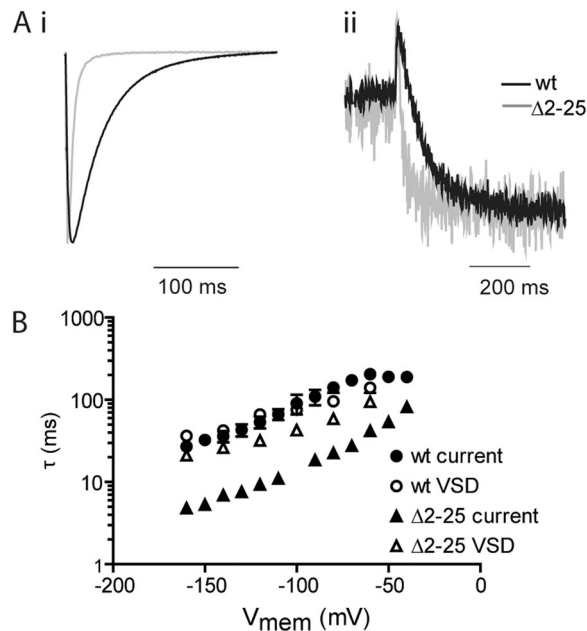 A i
ii
wt
Δ2-25
100 ms
200 ms
B
1000
100
10
1
τ (ms)
wt current
wt VSD
Δ2-25 current
Δ2-25 VSD
-200 -150 -100 -50 0
Vmem (mV)